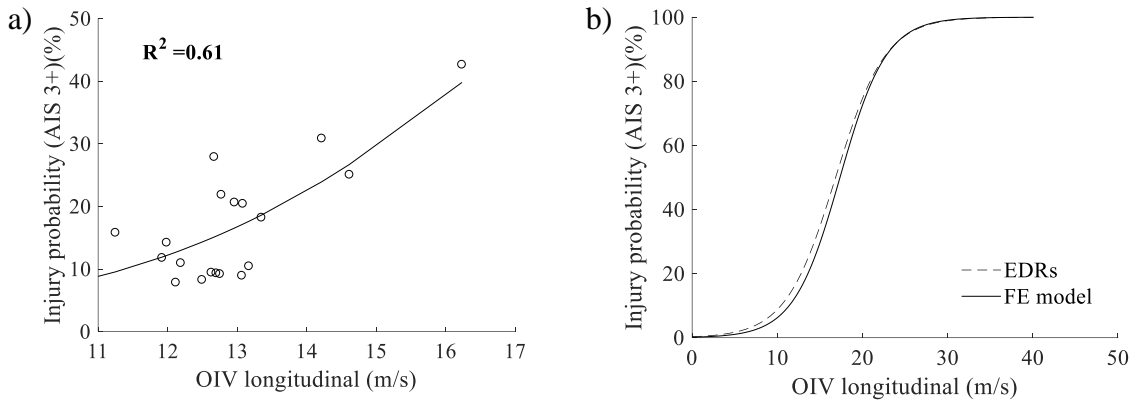 a)
Injury probability (AIS 3+)(%)
50
40
30
20
10
0
R² =0.61
11 12 13 14 15 16 17
OIV longitudinal (m/s)
b)
Injury probability (AIS 3+)(%)
100
80
60
40
20
0
EDRs
FE model
0 10 20 30 40 50
OIV longitudinal (m/s)